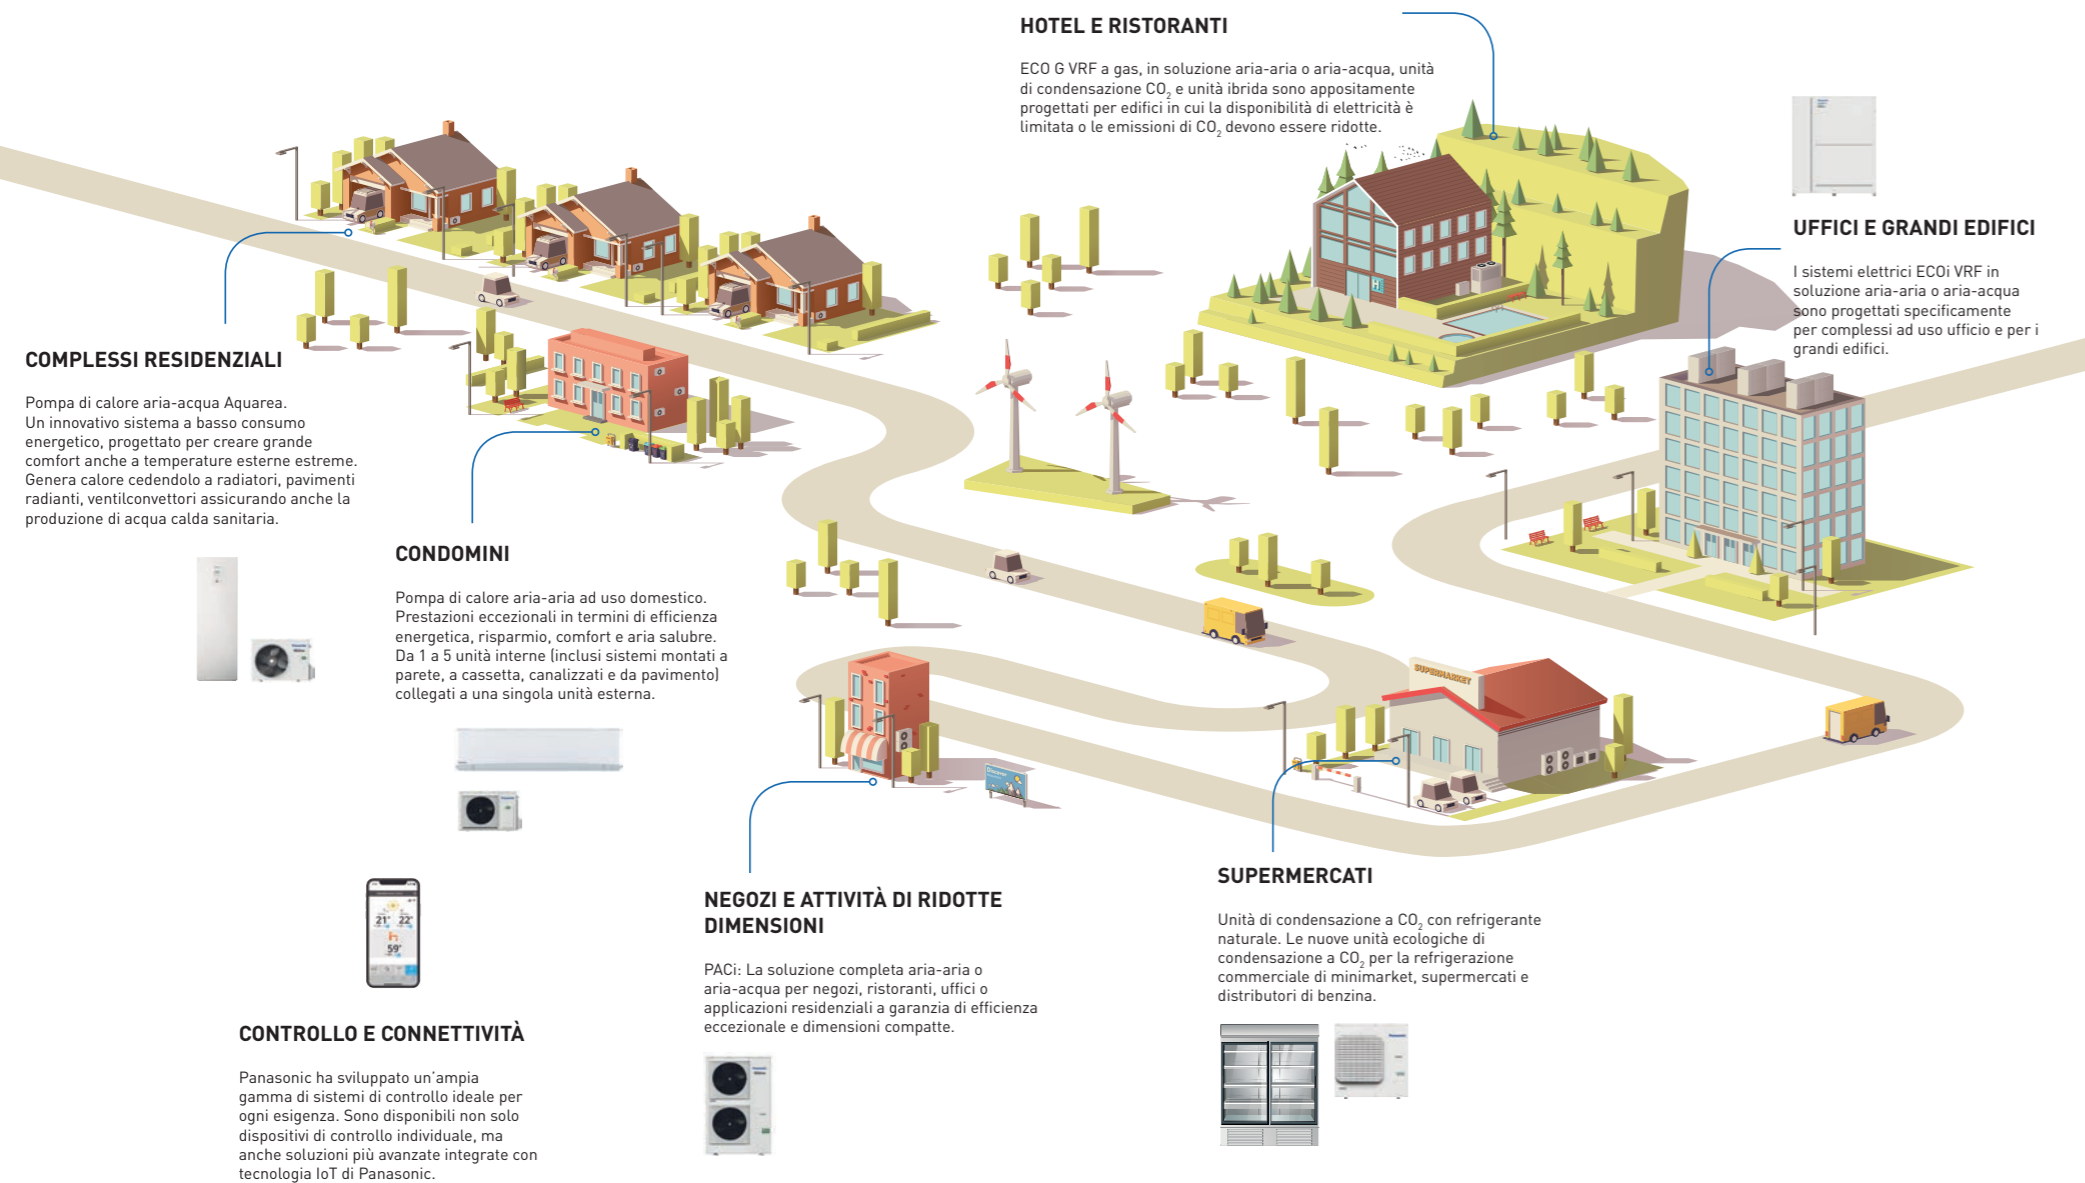 HOTEL E RISTORANTI
ECO G VRF a gas, in soluzione aria-aria o aria-acqua, unità
di condensazione CO₂ e unità ibrida sono appositamente
progettati per edifici in cui la disponibilità di elettricità è
limitata o le emissioni di CO₂ devono essere ridotte.
UFFICI E GRANDI EDIFICI
I sistemi elettrici ECOi VRF in
soluzione aria-aria o aria-acqua
sono progettati specificamente
per complessi ad uso ufficio e per i
grandi edifici.
H
COMPLESSI RESIDENZIALI
Pompa di calore aria-acqua Aquarea.
Un innovativo sistema a basso consumo
energetico, progettato per creare grande
comfort anche a temperature esterne estreme.
Genera calore cedendolo a radiatori, pavimenti
radianti, ventilconvettori assicurando anche la
produzione di acqua calda sanitaria.
CONDOMINI
Pompa di calore aria-aria ad uso domestico.
Prestazioni eccezionali in termini di efficienza
energetica, risparmio, comfort e aria salubre.
Da 1 a 5 unità interne (inclusi sistemi montati a
parete, a cassetta, canalizzati e da pavimento)
collegati a una singola unità esterna.
SUPERMARKET
Discover
21° 22°
59°
CONTROLLO E CONNETTIVITÀ
Panasonic ha sviluppato un'ampia
gamma di sistemi di controllo ideale per
ogni esigenza. Sono disponibili non solo
dispositivi di controllo individuale, ma
anche soluzioni più avanzate integrate con
tecnologia IoT di Panasonic.
NEGOZI E ATTIVITÀ DI RIDOTTE
DIMENSIONI
PACi: La soluzione completa aria-aria o
aria-acqua per negozi, ristoranti, uffici o
applicazioni residenziali a garanzia di efficienza
eccezionale e dimensioni compatte.
SUPERMERCATI
Unità di condensazione a CO₂ con refrigerante
naturale. Le nuove unità ecologiche di
condensazione a CO₂ per la refrigerazione
commerciale di minimarket, supermercati e
distributori di benzina.
Panasonic